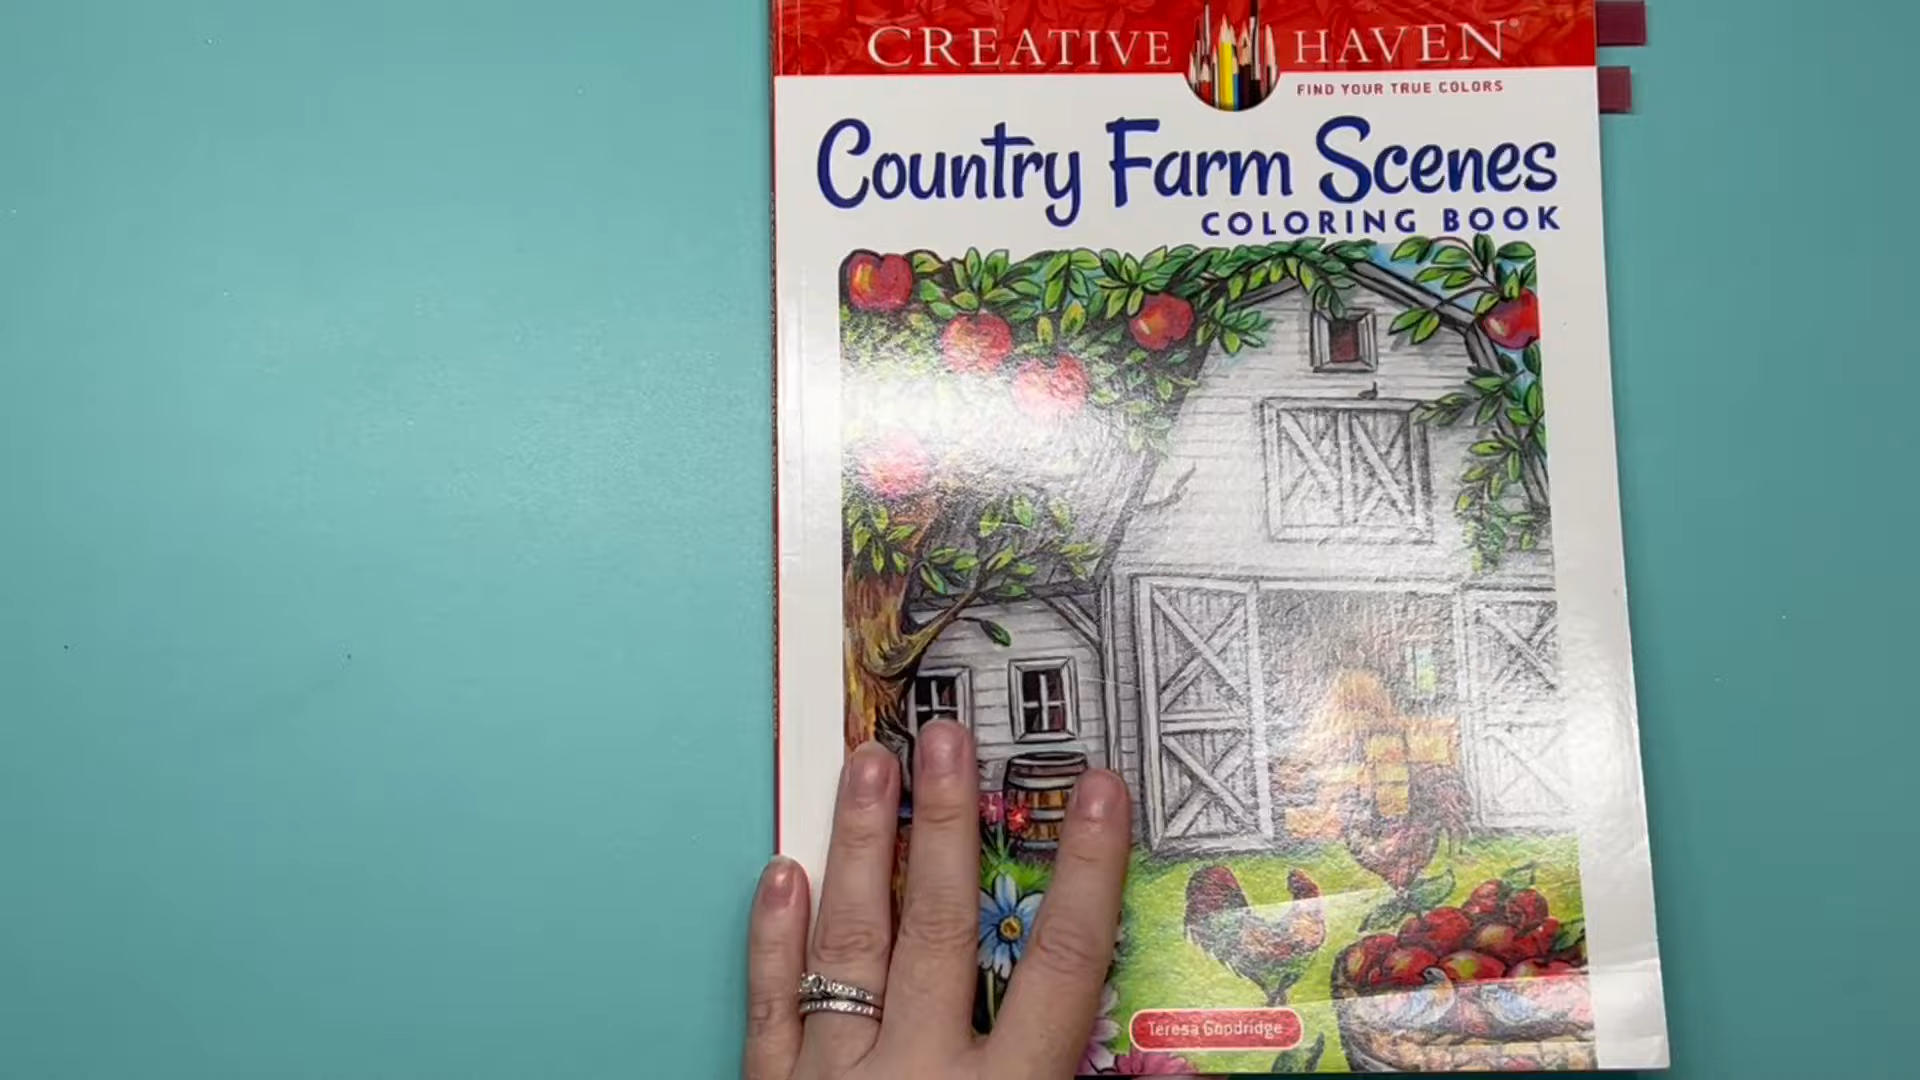 CREATIVE HAVEN®
FIND YOUR TRUE COLORS
Country Farm Scenes
COLORING BOOK
Teresa Goodridge